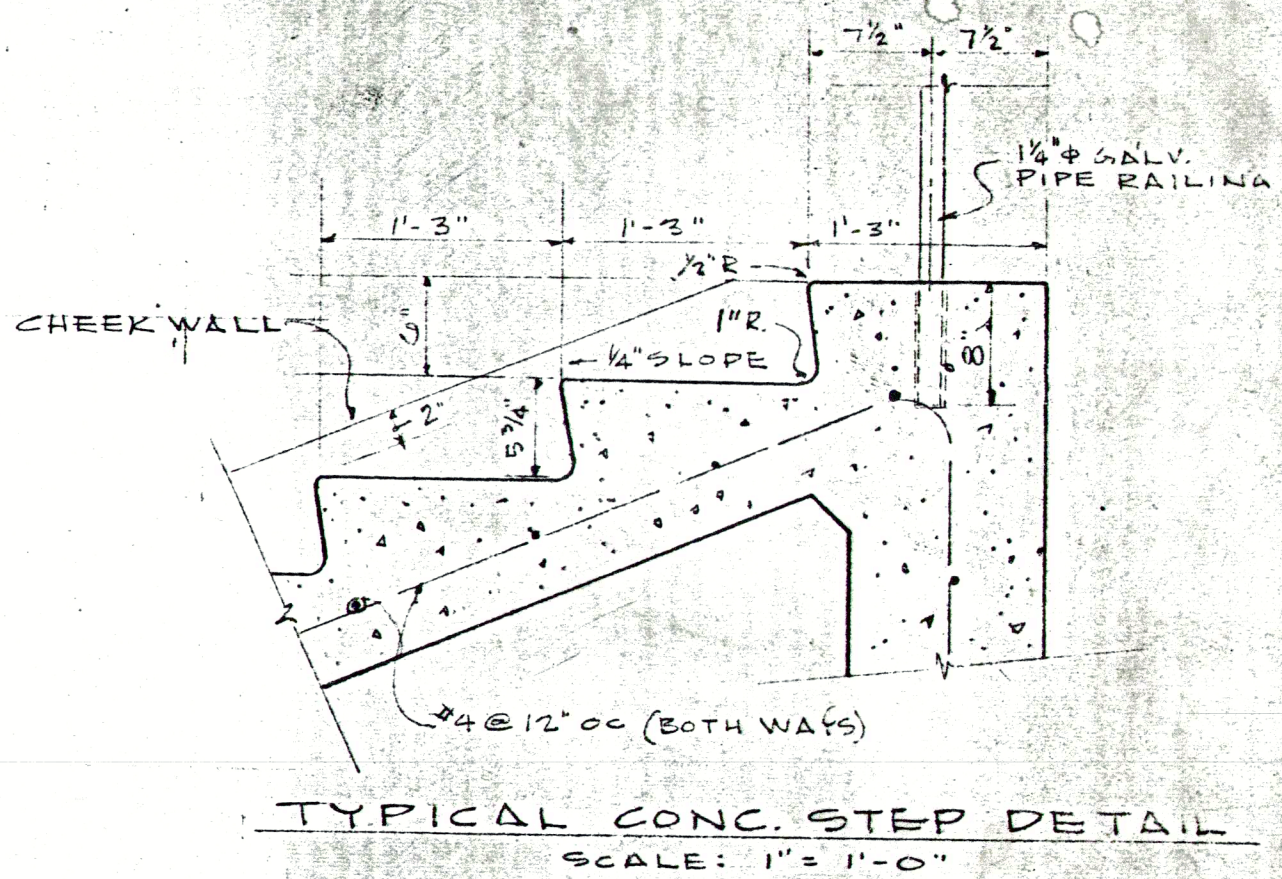 7½" 7½"
1¼"Φ GALV.
PIPE RAILING
1'-3" 1'-3" 1'-3"
½" R
CHEEK WALL
6"
1" R.
¼" SLOPE
8"
2"
5 ¾"
#4 @ 12" OC (BOTH WAYS)
TYPICAL CONC. STEP DETAIL
SCALE: 1" = 1'-0"